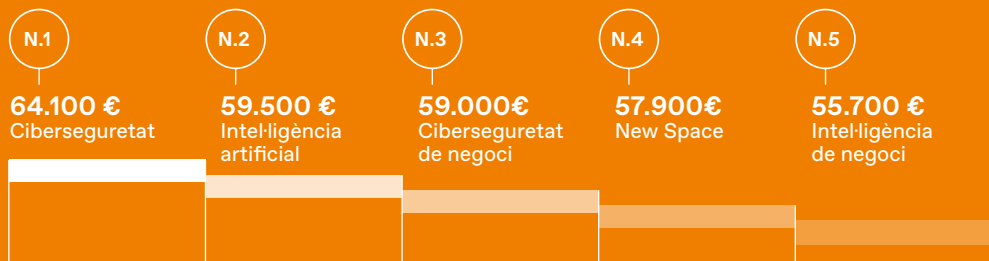 N.1
64.100 €
Ciberseguretat
N.2
59.500 €
Intel·ligència
artificial
N.3
59.000€
Ciberseguretat
de negoci
N.4
57.900€
New Space
N.5
55.700 €
Intel·ligència
de negoci